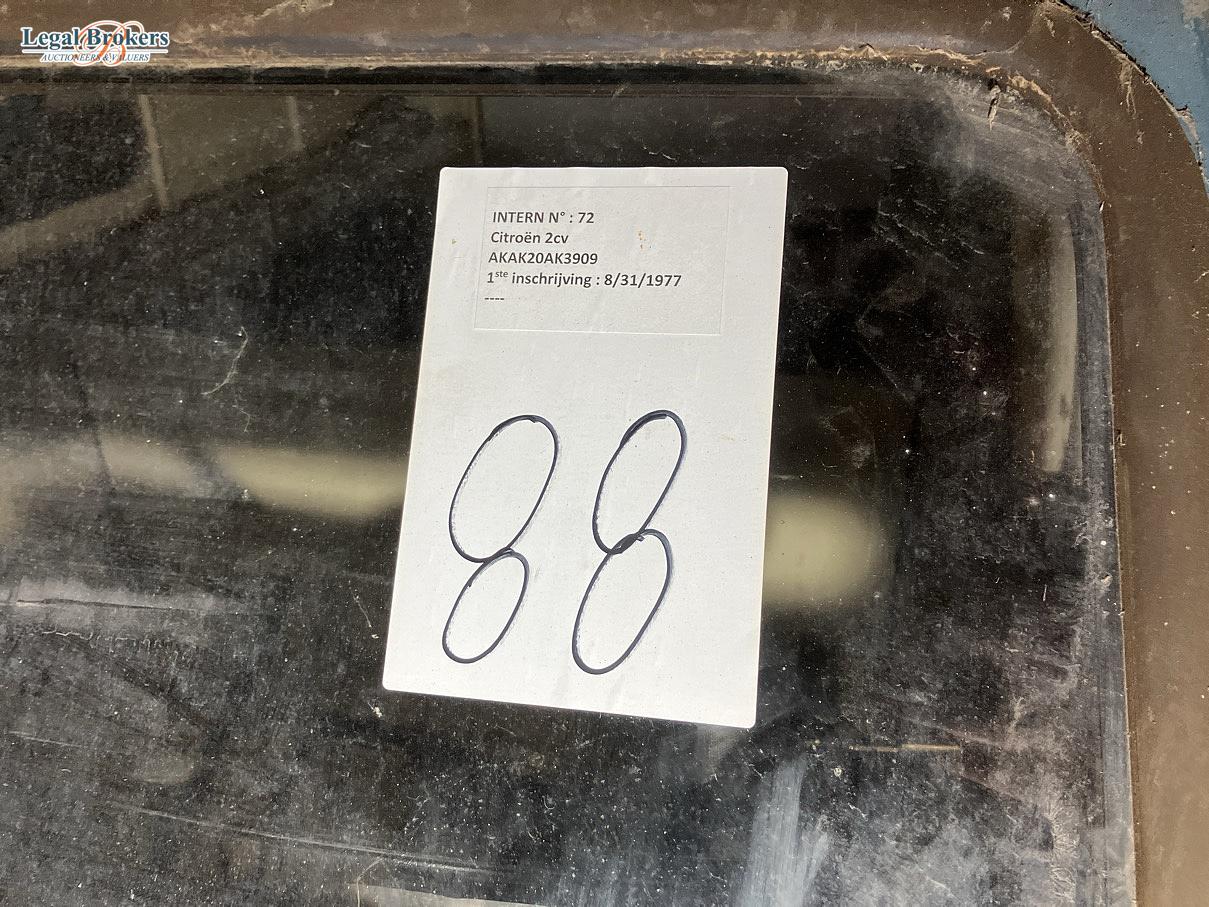 Legal Brokers
AUCTIONEERS & VALUERS
INTERN N° : 72
Citroën 2cv
AKAK20AK3909
1ste inschrijving : 8/31/1977
----
88